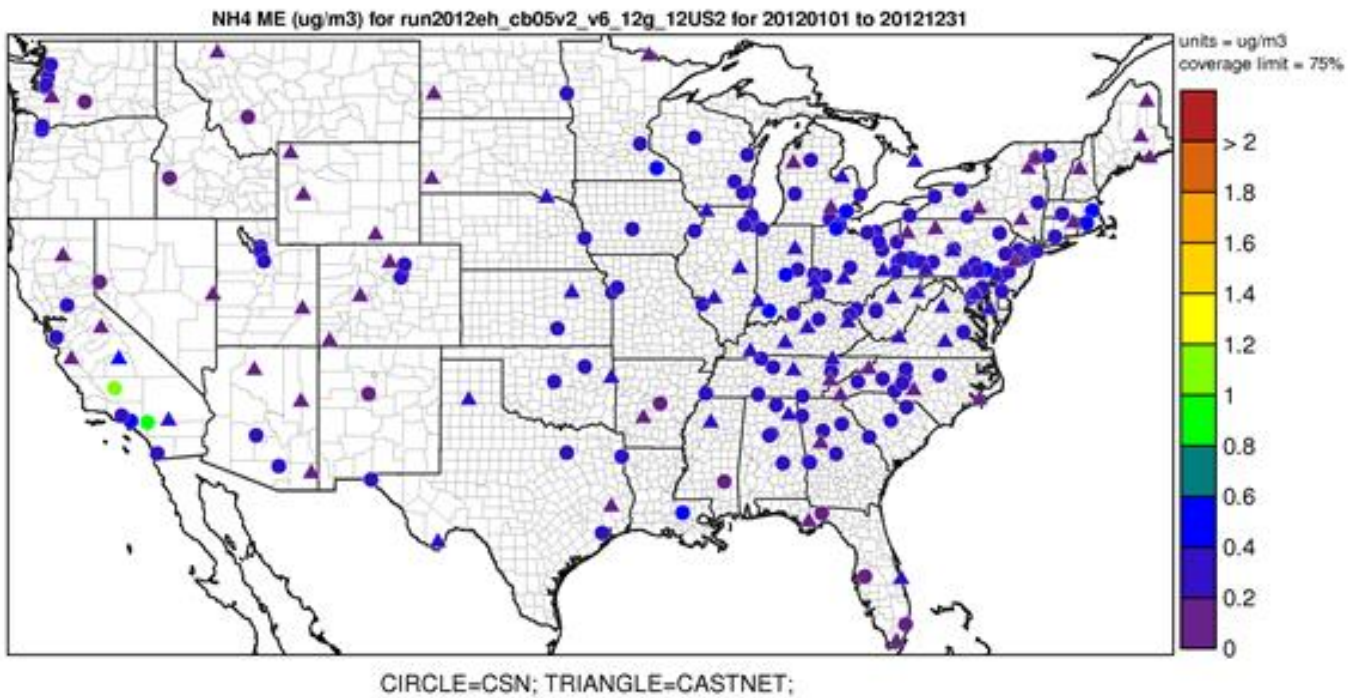 NH4 ME (ug/m3) for run2012eh_cb05v2_v6_12g_12US2 for 20120101 to 20121231
units = ug/m3
coverage limit = 75%
> 2
1.8
1.6
1.4
1.2
1
0.8
0.6
0.4
0.2
0
CIRCLE=CSN; TRIANGLE=CASTNET;